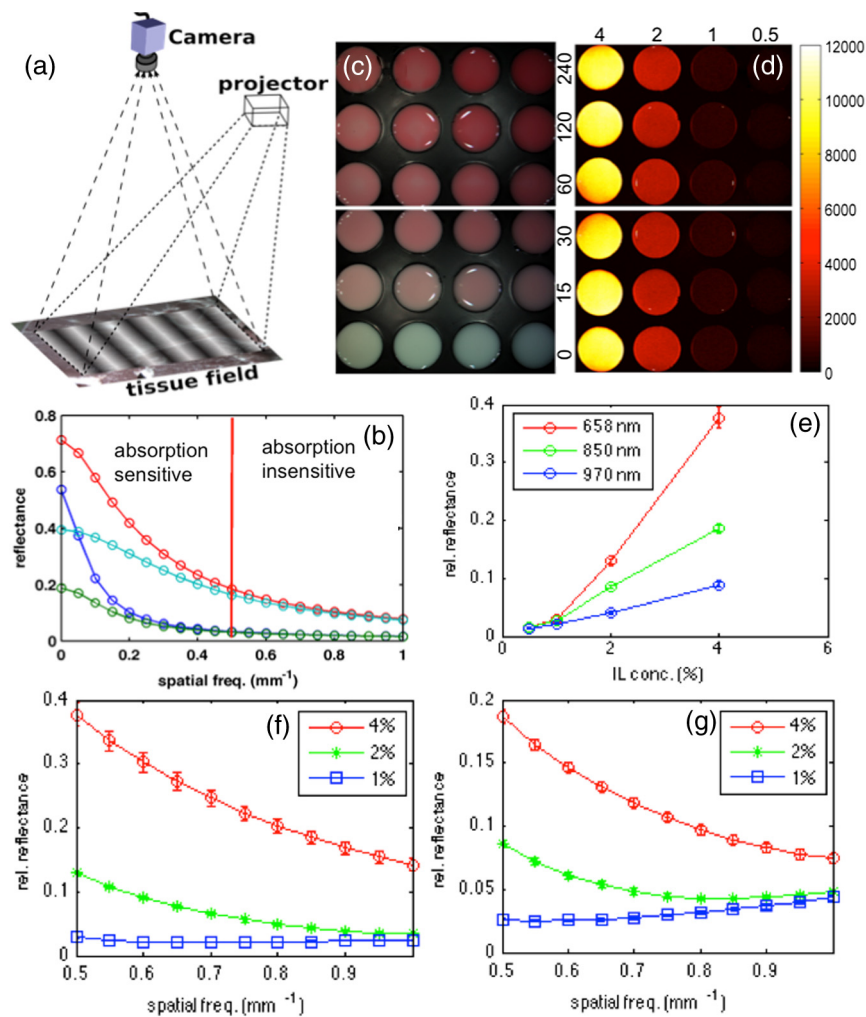 (a)
Camera
projector
tissue field
(c)
240
120
60
30
15
0
4 2 1 0.5
(d)
12000
10000
8000
6000
4000
2000
0
(b)
absorption sensitive
absorption insensitive
0.8
0.6
0.4
0.2
0
reflectance
0 0.2 0.4 0.6 0.8 1
spatial freq. (mm⁻¹)
(e)
658 nm
850 nm
970 nm
0.4
0.3
0.2
0.1
0
rel. reflectance
0 2 4 6
IL conc. (%)
(f)
4%
2%
1%
0.4
0.3
0.2
0.1
0
rel. reflectance
0.5 0.6 0.7 0.8 0.9
spatial freq. (mm⁻¹)
(g)
4%
2%
1%
0.2
0.15
0.1
0.05
0
rel. reflectance
0.5 0.6 0.7 0.8 0.9
spatial freq. (mm⁻¹)